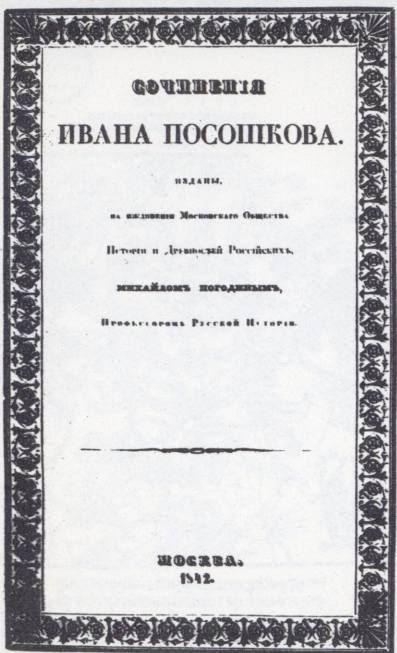 СОЧИНЕНІЯ
ИВАНА ПОСОШКОВА.
ИЗДАНЫ,
на иждивеніи Московскаго Общества
Исторіи и Древностей Россійскихъ,
МИХАЙЛОМЪ ПОГОДИНЫМЪ,
Профессоромъ Русской Исторіи.
МОСКВА.
1842.